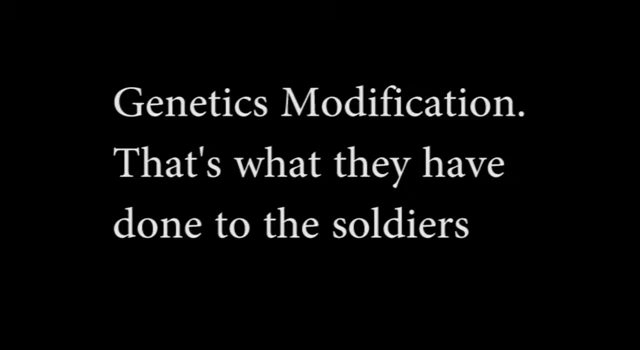 Genetics Modification.
That's what they have
done to the soldiers